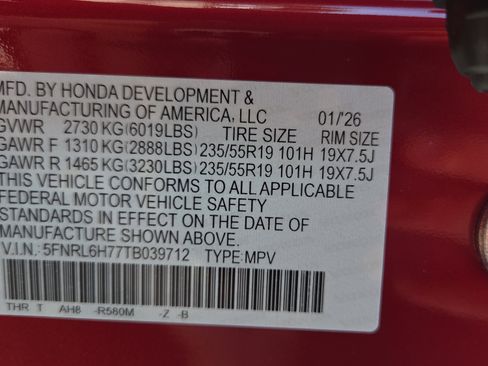 MFD. BY HONDA DEVELOPMENT &
MANUFACTURING OF AMERICA, LLC 01/'26
GVWR 2730 KG(6019LBS) TIRE SIZE RIM SIZE
GAWR F 1310 KG(2888LBS) 235/55R19 101H 19X7.5J
GAWR R 1465 KG(3230LBS) 235/55R19 101H 19X7.5J
THIS VEHICLE CONFORMS TO ALL APPLICABLE
FEDERAL MOTOR VEHICLE SAFETY
STANDARDS IN EFFECT ON THE DATE OF
MANUFACTURE SHOWN ABOVE.
V.I.N.: 5FNRL6H77TB039712 TYPE: MPV
THR T AH8 -R580M -Z -B